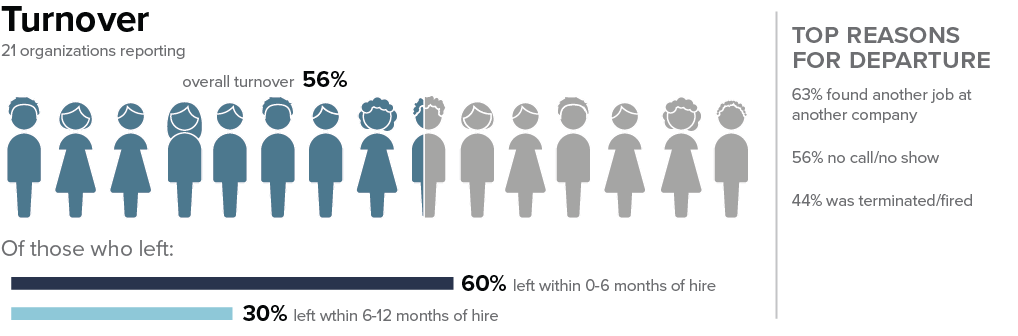 Turnover
21 organizations reporting
overall turnover 56%
Of those who left:
60% left within 0-6 months of hire
30% left wthin 6-12 months of hire
TOP REASONS
FOR DEPARTURE
63% found another job at
another company
56% no call/no show
44% was terminated/fired